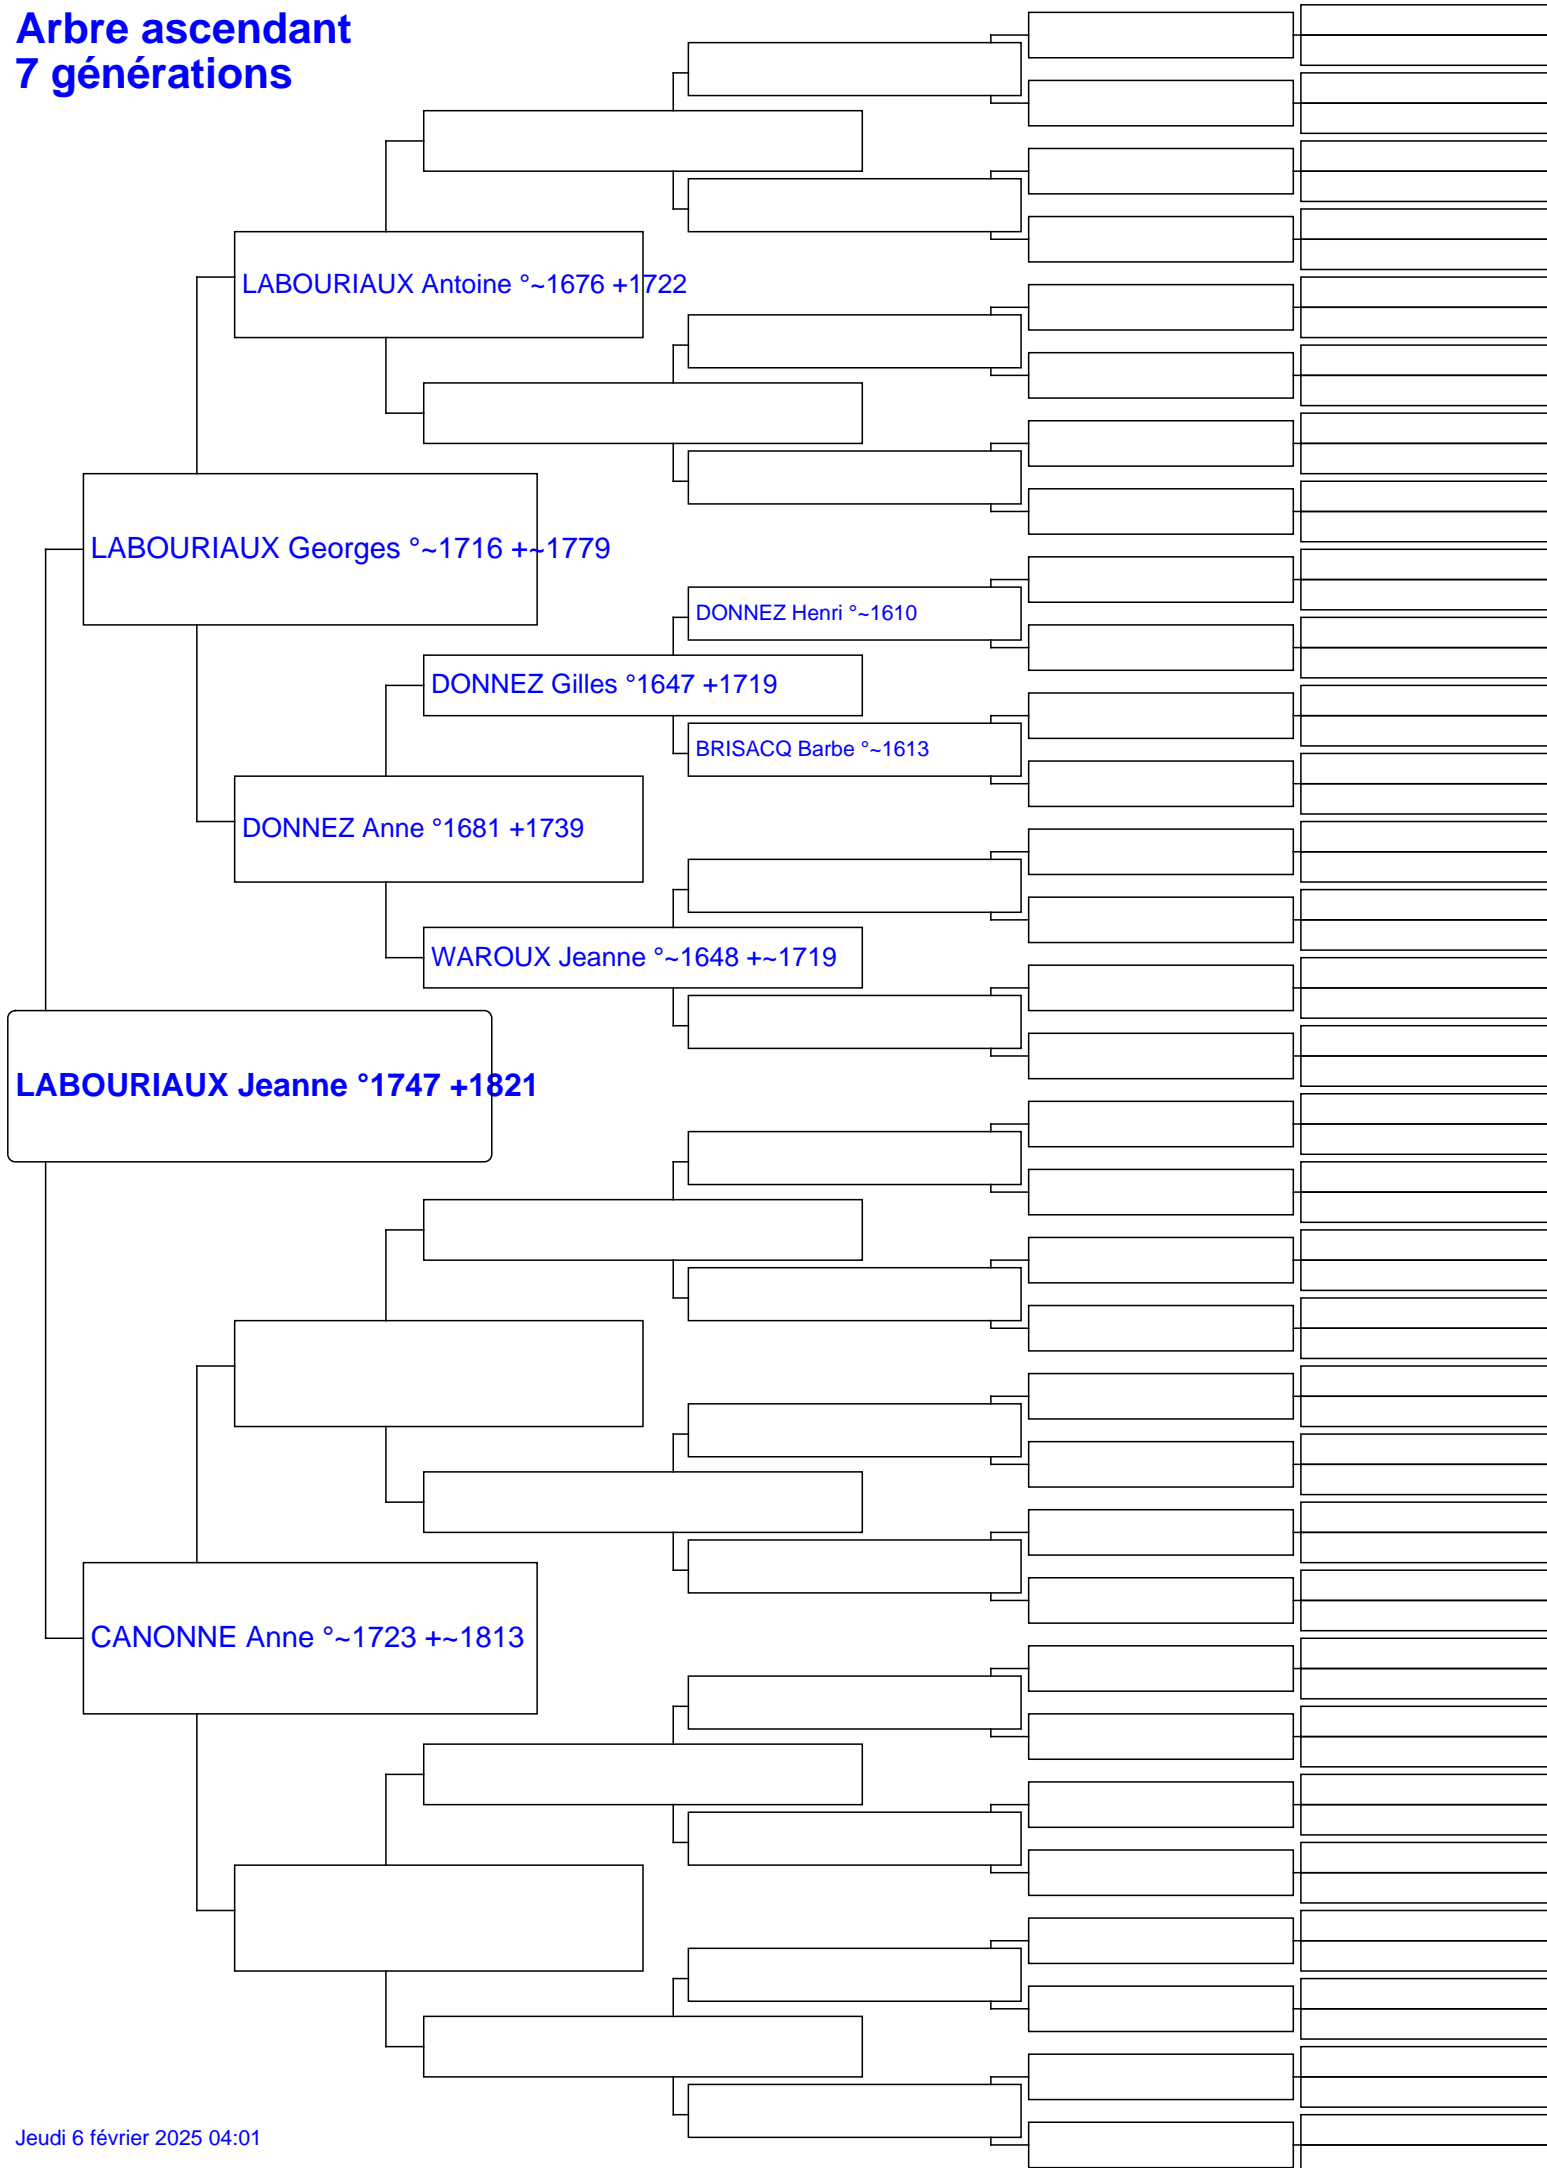 Arbre ascendant
7 générations
LABOURIAUX Antoine °~1676 +1722
LABOURIAUX Georges °~1716 +~1779
DONNEZ Henri °~1610
DONNEZ Gilles °1647 +1719
BRISACQ Barbe °~1613
DONNEZ Anne °1681 +1739
WAROUX Jeanne °~1648 +~1719
LABOURIAUX Jeanne °1747 +1821
CANONNE Anne °~1723 +~1813
Jeudi 6 février 2025 04:01